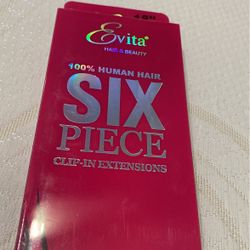 Evita
HAIR & BEAUTY
100% HUMAN HAIR
SIX
PIECE
CLIP-IN EXTENSIONS